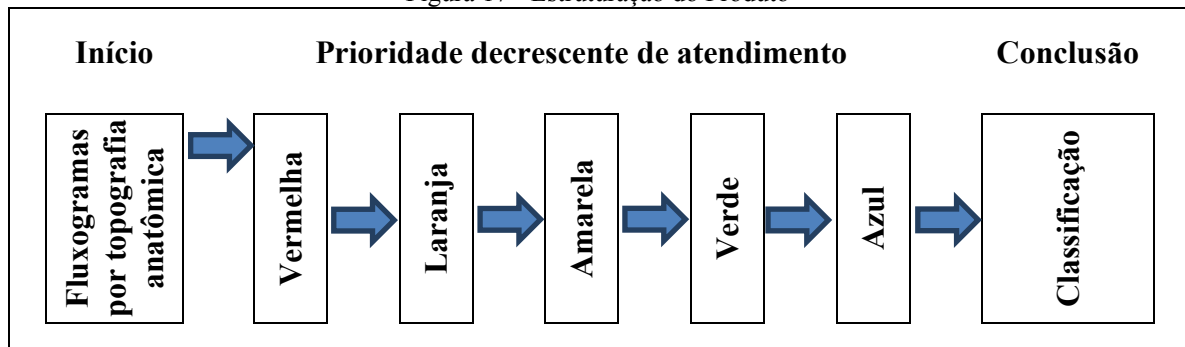 Início
Prioridade decrescente de atendimento
Conclusão
Fluxogramas
por topografia
anatômica
Vermelha
Laranja
Amarela
Verde
Azul
Classificação